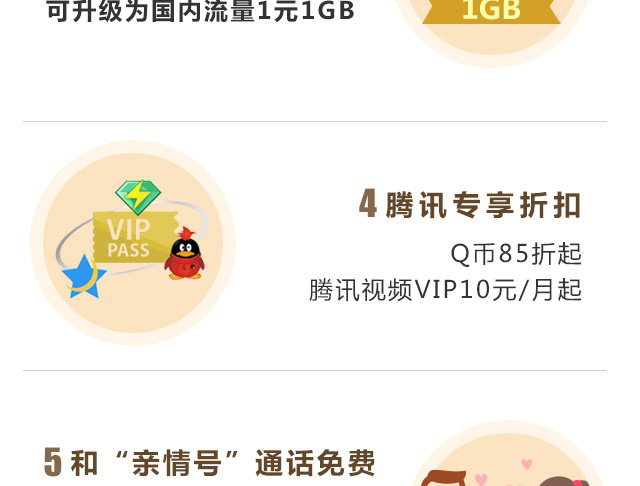 可升级为国内流量1元1GB
1GB
VIP
PASS
4 腾讯专享折扣
Q币85折起
腾讯视频VIP10元/月起
5 和“亲情号”通话免费